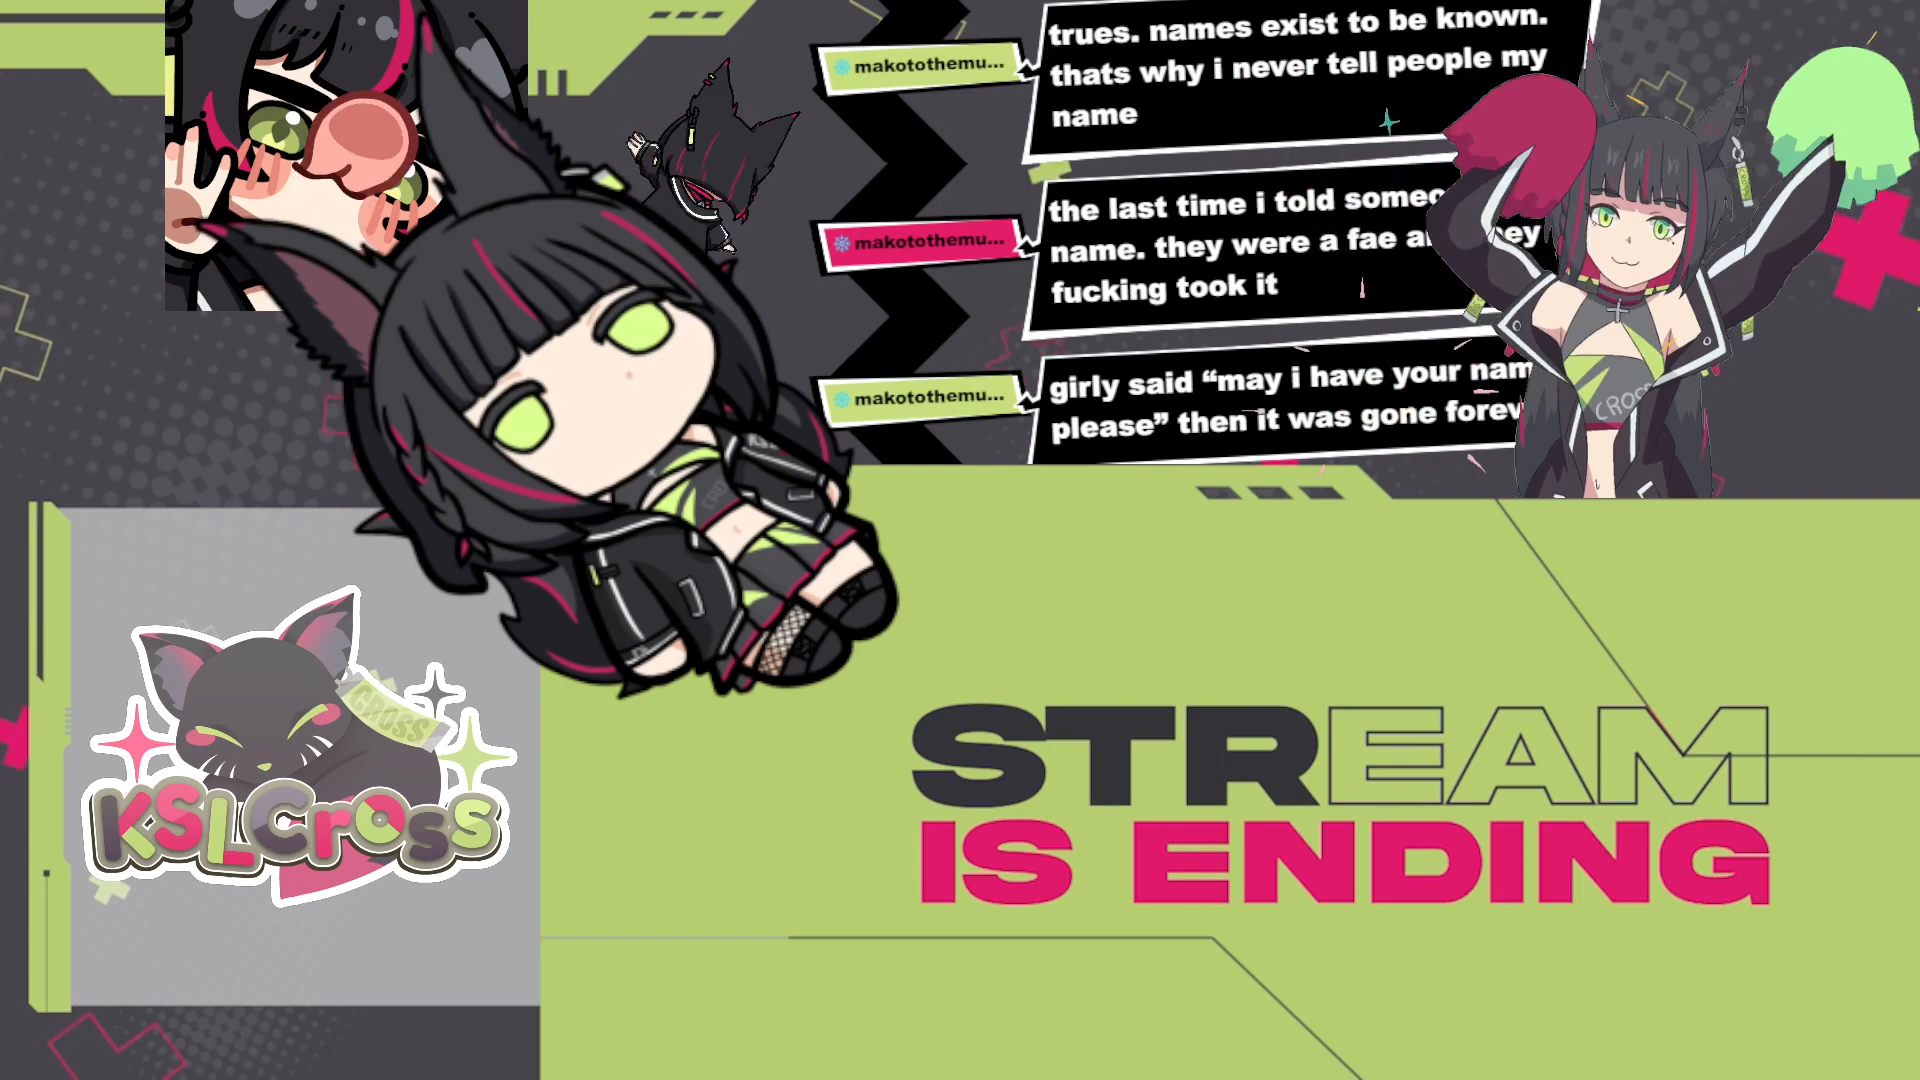 makotothemu...
trues. names exist to be known.
thats why i never tell people my
name
makotothemu...
the last time i told someo
name. they were a fae a ey
fucking took it
makotothemu...
girly said “may i have your nam
please” then it was gone forev
CROSS
KSLCross
STREAM
IS ENDING